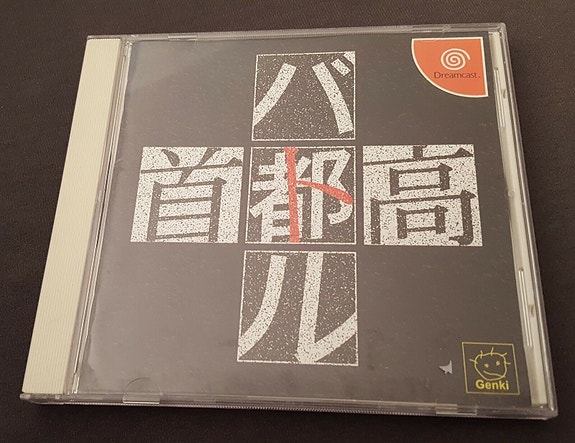 Dreamcast.
バ
首都高
ト
ル
Genki